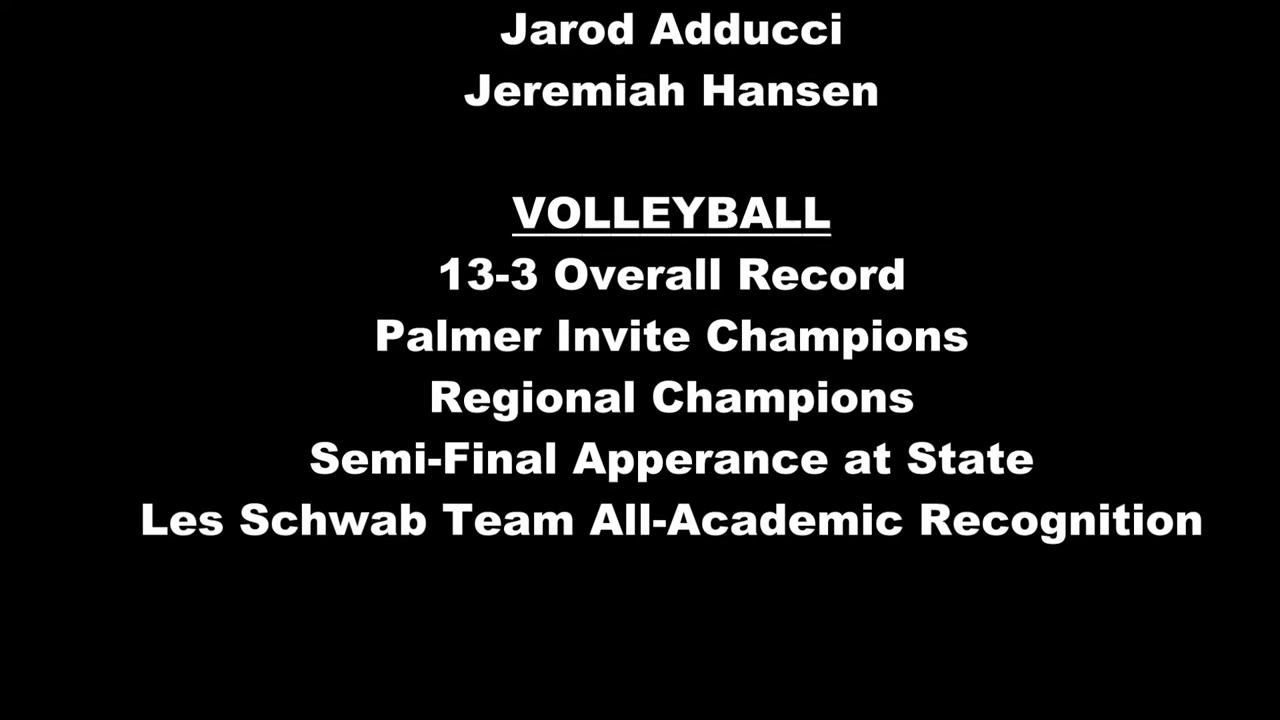 Jarod Adducci
Jeremiah Hansen
VOLLEYBALL
13-3 Overall Record
Palmer Invite Champions
Regional Champions
Semi-Final Apperance at State
Les Schwab Team All-Academic Recognition